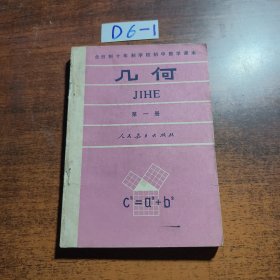 D6-1
全日制十年制学校初中数学课本
几何
JIHE
第一册
人民教育出版社
c²=a²+b²